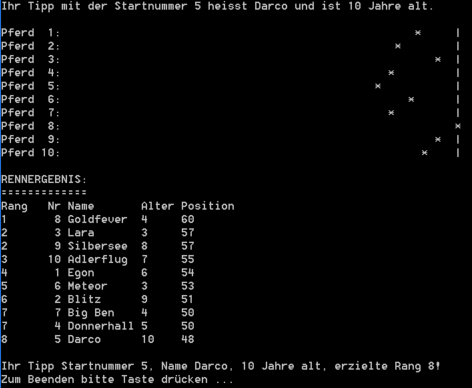 Ihr Tipp mit der Startnummer 5 heisst Darco und ist 10 Jahre alt.
Pferd  1:                                                     *     |
Pferd  2:                                                  *        |
Pferd  3:                                                        *  |
Pferd  4:                                                 *         |
Pferd  5:                                               *           |
Pferd  6:                                                    *      |
Pferd  7:                                                 *         |
Pferd  8:                                                           *
Pferd  9:                                                        *  |
Pferd 10:                                                      *    |
RENNERGEBNIS:
=============
Rang   Nr Name       Alter Position
1       8 Goldfever  4     60
2       3 Lara       3     57
2       9 Silbersee  8     57
3      10 Adlerflug  7     55
4       1 Egon       6     54
5       6 Meteor     3     53
6       2 Blitz      9     51
7       7 Big Ben    4     50
7       4 Donnerhall 5     50
8       5 Darco      10    48
Ihr Tipp Startnummer 5, Name Darco, 10 Jahre alt, erzielte Rang 8!
Zum Beenden bitte Taste drücken ...